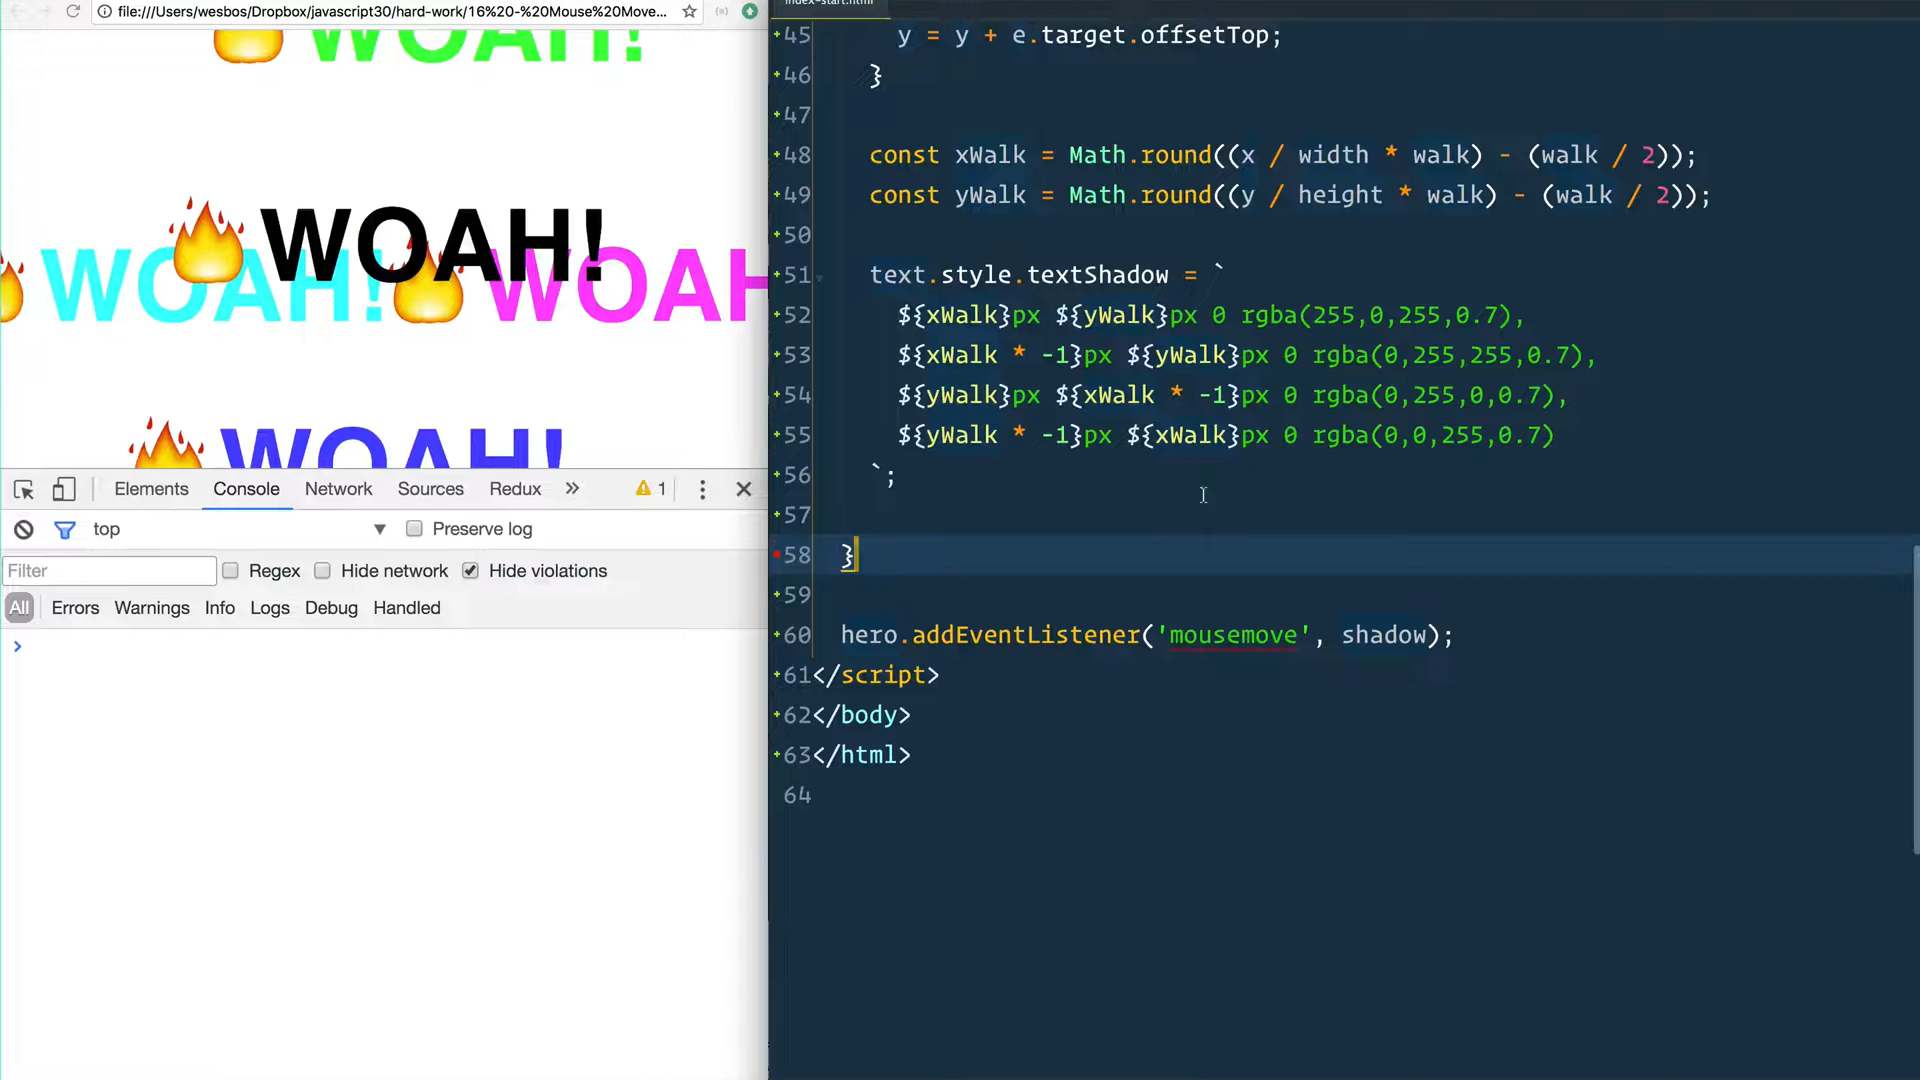 file:///Users/wesbos/Dropbox/javascript30/hard-work/16%20-%20Mouse%20Move...
WOAH!
🔥WOAH!
WOAH!🔥WOAH
🔥WOAH!
Elements Console Network Sources Redux » 1
top Preserve log
Filter Regex Hide network Hide violations
All Errors Warnings Info Logs Debug Handled
>
index-start.html
45 y = y + e.target.offsetTop;
46 }
47
48 const xWalk = Math.round((x / width * walk) - (walk / 2));
49 const yWalk = Math.round((y / height * walk) - (walk / 2));
50
51 text.style.textShadow = `
52 ${xWalk}px ${yWalk}px 0 rgba(255,0,255,0.7),
53 ${xWalk * -1}px ${yWalk}px 0 rgba(0,255,255,0.7),
54 ${yWalk}px ${xWalk * -1}px 0 rgba(0,255,0,0.7),
55 ${yWalk * -1}px ${xWalk}px 0 rgba(0,0,255,0.7)
56 `;
57
58 }
59
60 hero.addEventListener('mousemove', shadow);
61 </script>
62 </body>
63 </html>
64